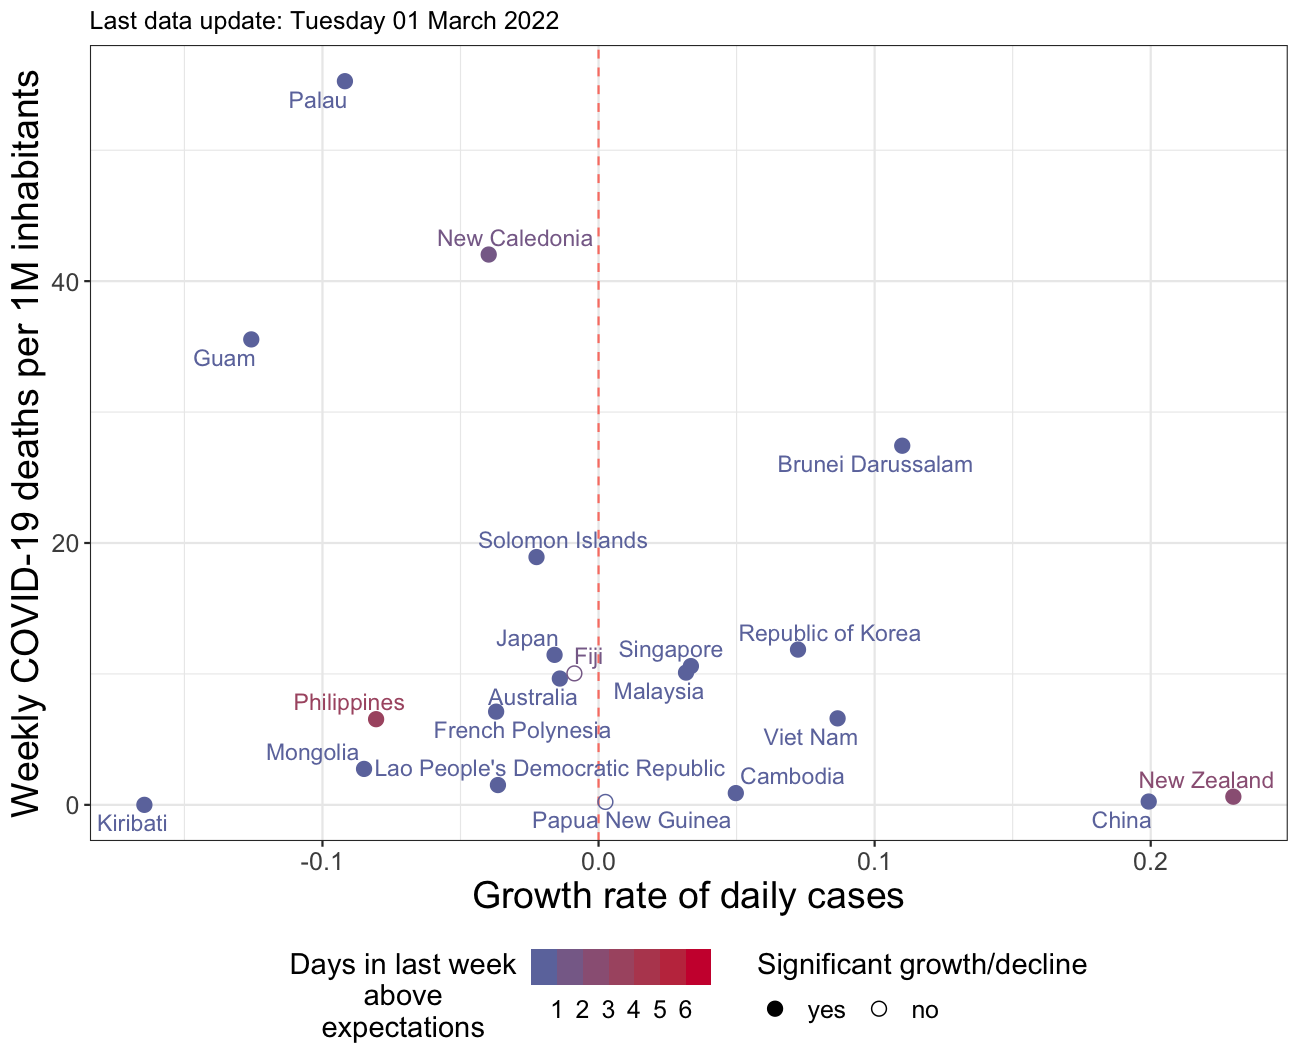 Last data update: Tuesday 01 March 2022
Weekly COVID-19 deaths per 1M inhabitants
Palau
New Caledonia
40
Guam
Brunei Darussalam
20
Solomon Islands
Japan
Republic of Korea
Fiji
Singapore
Australia
Malaysia
Philippines
French Polynesia
Viet Nam
Mongolia
Lao People's Democratic Republic
Cambodia
New Zealand
0
Kiribati
Papua New Guinea
China
-0.1 0.0 0.1 0.2
Growth rate of daily cases
Days in last week
above
expectations
1 2 3 4 5 6
Significant growth/decline
yes no